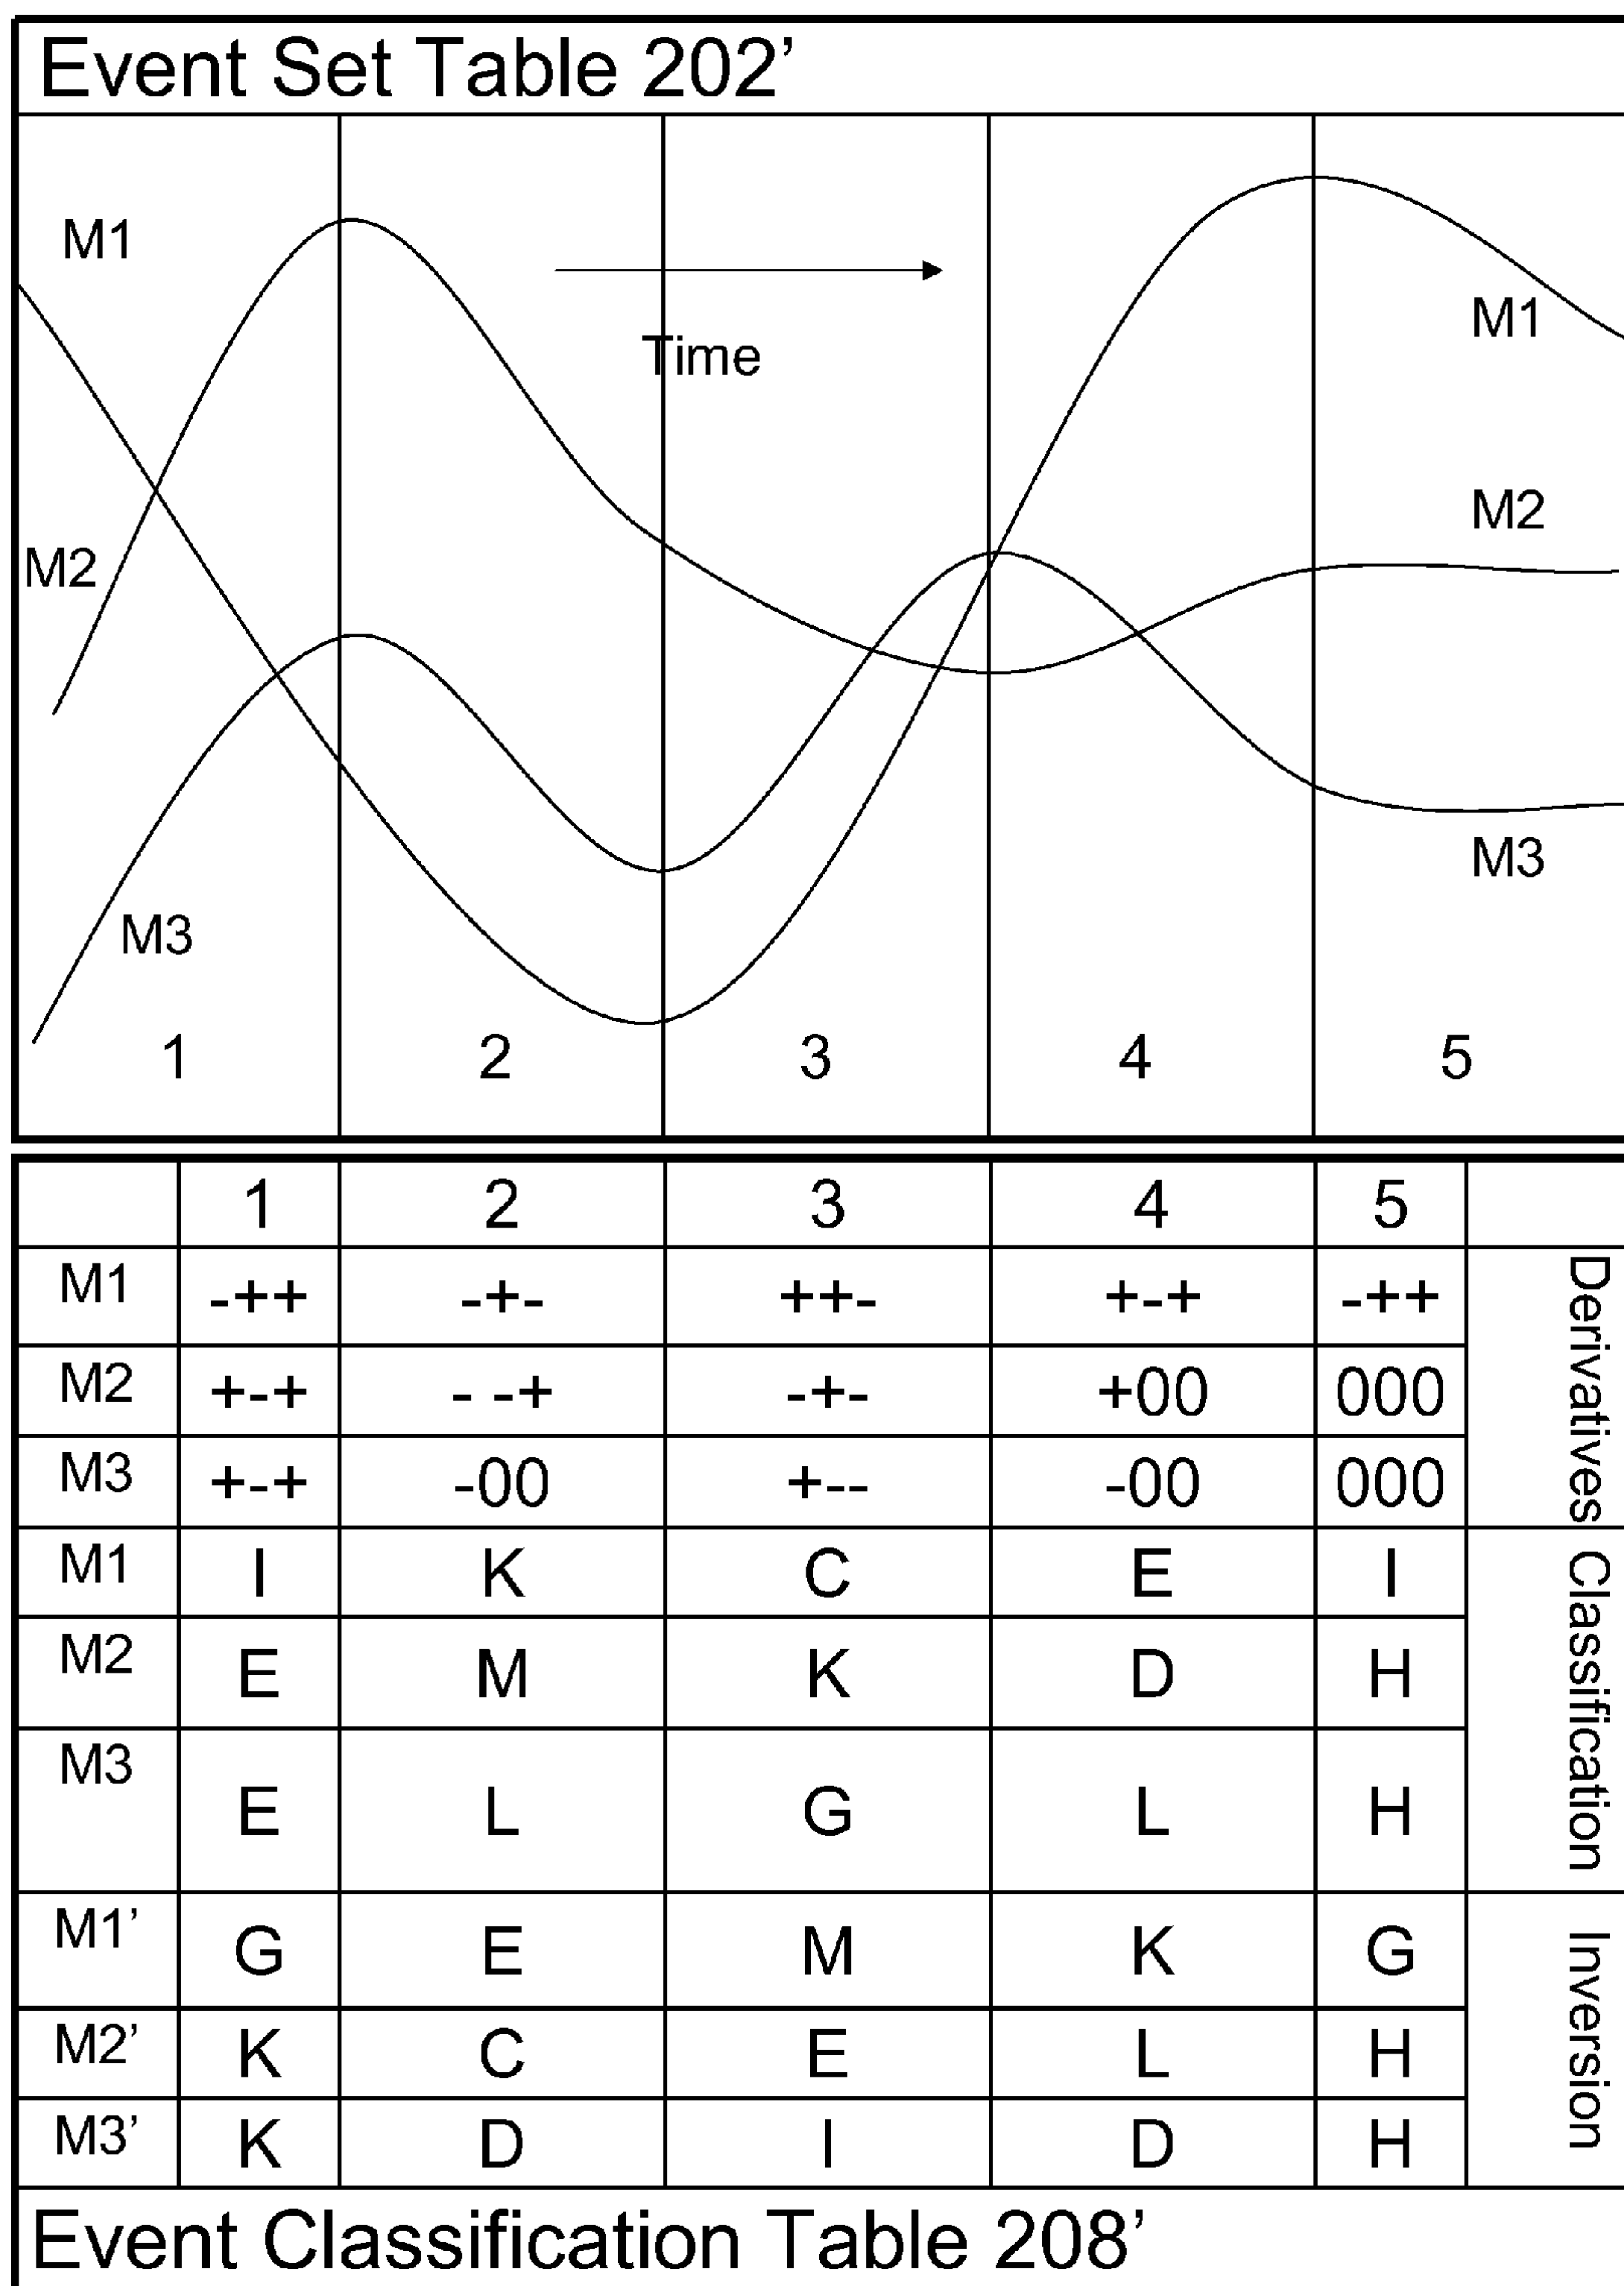 Event Set Table 202’
M1
M1
Time
M2
M2
M3
M3
1 2 3 4 5
1 2 3 4 5
M1 -++ -+- ++- +-+ -++
M2 +-+ - -+ -+- +00 000
M3 +-+ -00 +-- -00 000
Derivatives
M1 I K C E I
M2 E M K D H
M3 E L G L H
Classification
M1’ G E M K G
M2’ K C E L H
M3’ K D I D H
Inversion
Event Classification Table 208’